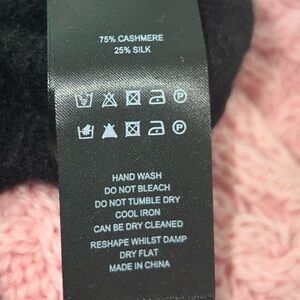 75% CASHMERE
25% SILK
P
P
HAND WASH
DO NOT BLEACH
DO NOT TUMBLE DRY
COOL IRON
CAN BE DRY CLEANED
RESHAPE WHILST DAMP
DRY FLAT
MADE IN CHINA